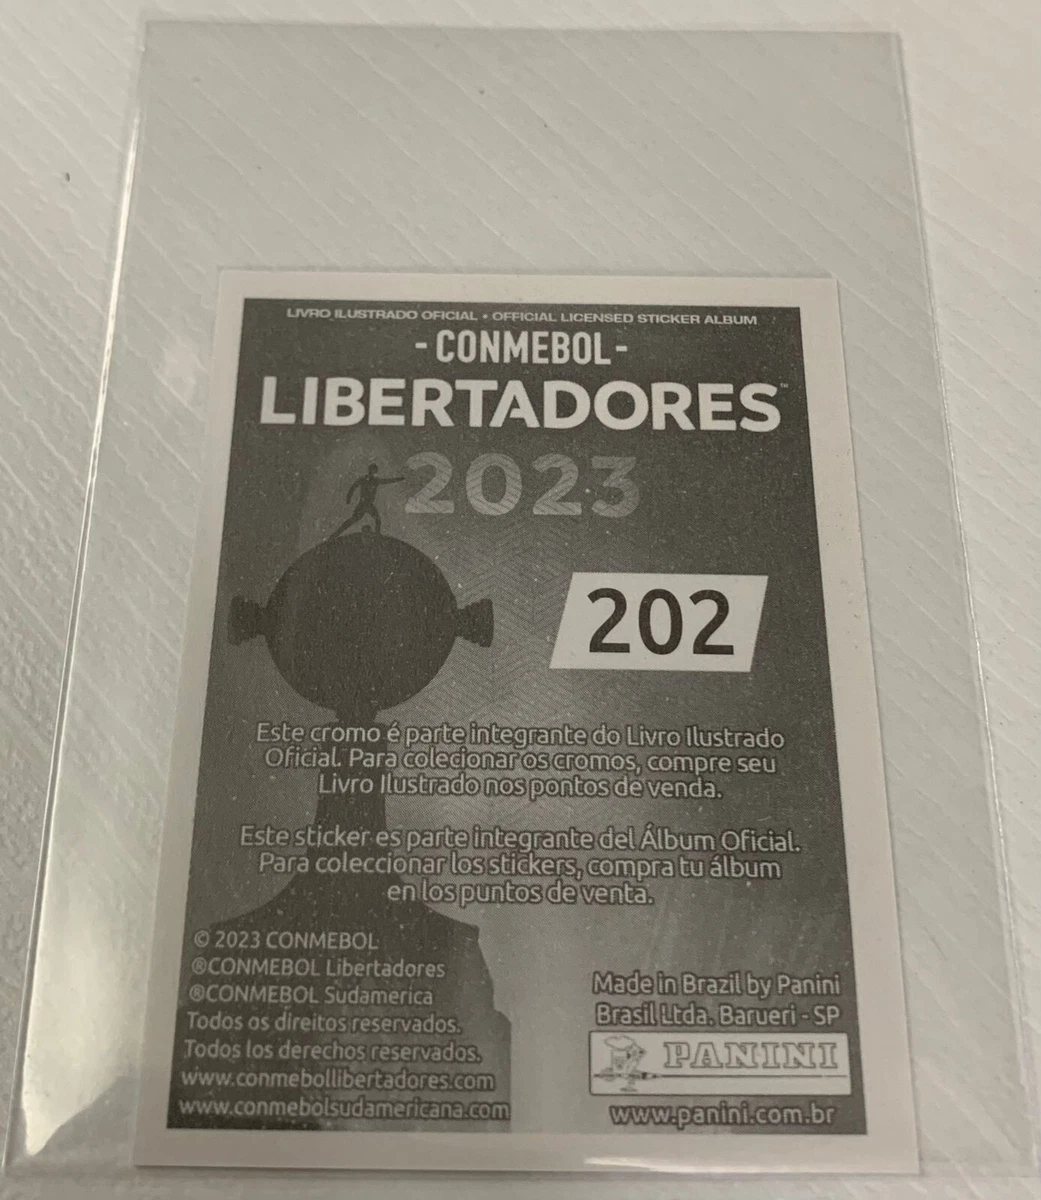 LIVRO ILUSTRADO OFICIAL • OFFICIAL LICENSED STICKER ALBUM
- CONMEBOL -
LIBERTADORES™
2023
202
Este cromo é parte integrante do Livro Ilustrado
Oficial. Para colecionar os cromos, compre seu
Livro Ilustrado nos pontos de venda.
Este sticker es parte integrante del Álbum Oficial.
Para coleccionar los stickers, compra tu álbum
en los puntos de venta.
© 2023 CONMEBOL
®CONMEBOL Libertadores
®CONMEBOL Sudamerica
Todos os direitos reservados.
Todos los derechos reservados.
www.conmebollibertadores.com
www.conmebolsudamericana.com
Made in Brazil by Panini
Brasil Ltda. Barueri - SP
PANINI
www.panini.com.br